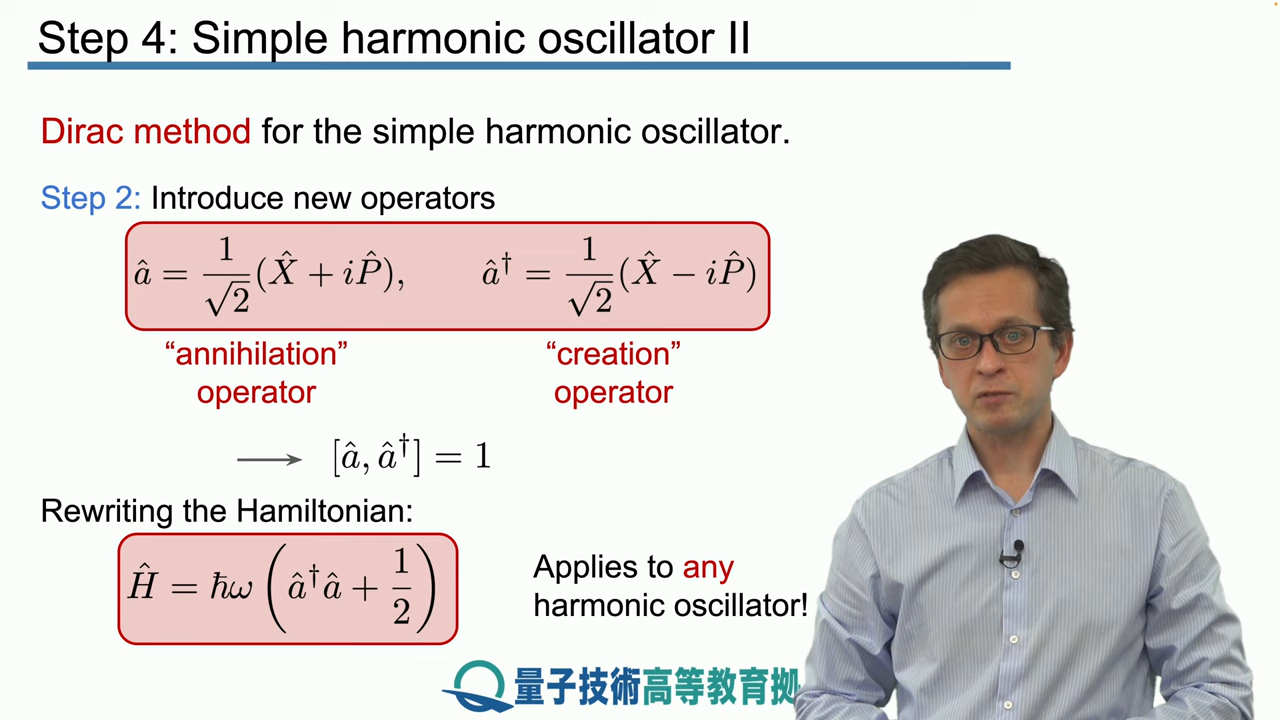 Step 4: Simple harmonic oscillator II
Dirac method for the simple harmonic oscillator.
Step 2: Introduce new operators
â = 1/√2 (X̂ + iP̂), â† = 1/√2 (X̂ − iP̂)
“annihilation” “creation”
operator operator
⟶ [â, â†] = 1
Rewriting the Hamiltonian:
Ĥ = ħω (â†â + 1/2)
Applies to any
harmonic oscillator!
量子技術高等教育拠